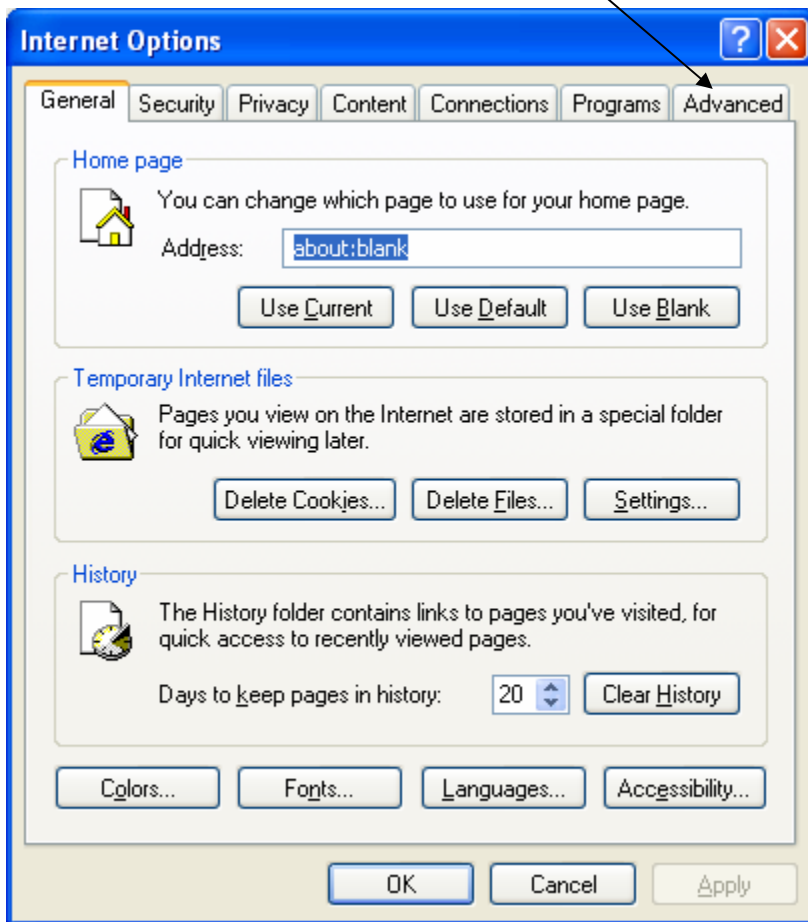 Internet Options
General Security Privacy Content Connections Programs Advanced
Home page
You can change which page to use for your home page.
Address: about:blank
Use Current Use Default Use Blank
Temporary Internet files
Pages you view on the Internet are stored in a special folder
for quick viewing later.
Delete Cookies... Delete Files... Settings...
History
The History folder contains links to pages you've visited, for
quick access to recently viewed pages.
Days to keep pages in history: 20 Clear History
Colors... Fonts... Languages... Accessibility...
OK Cancel Apply